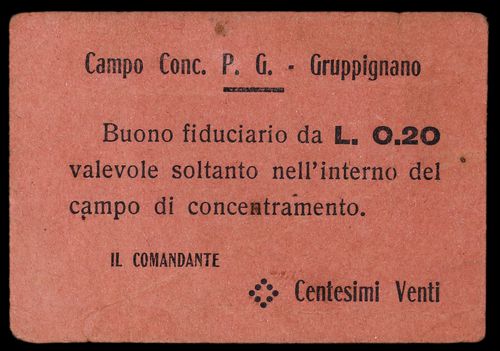 Campo Conc. P. G. - Gruppignano
Buono fiduciario da L. 0.20
valevole soltanto nell'interno del
campo di concentramento.
IL COMANDANTE
Centesimi Venti